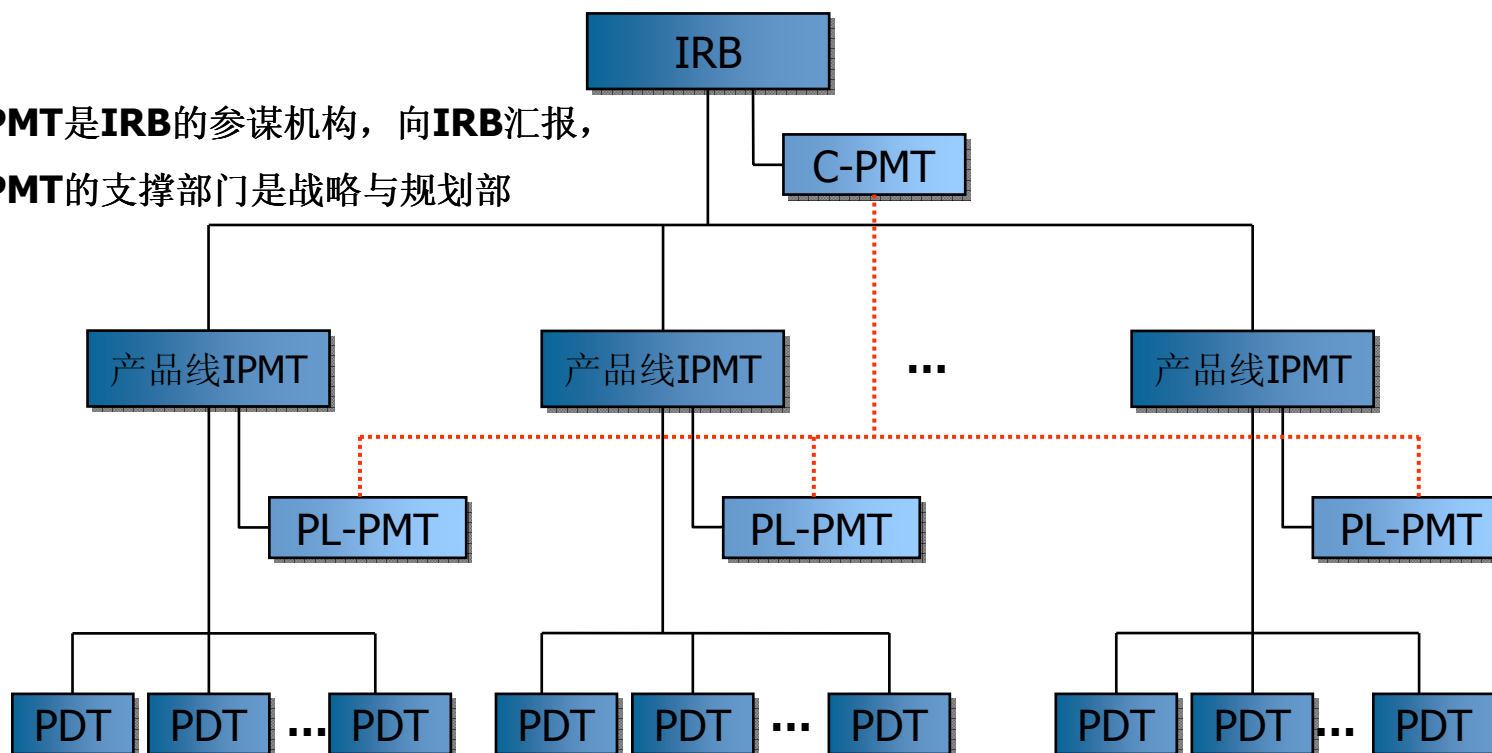 IRB
PMT是IRB的参谋机构，向IRB汇报，
C-PMT
PMT的支撑部门是战略与规划部
产品线IPMT 产品线IPMT ... 产品线IPMT
PL-PMT PL-PMT PL-PMT
PDT PDT ... PDT PDT PDT ... PDT PDT PDT ... PDT